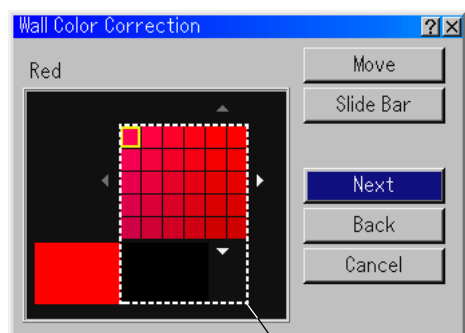 Wall Color Correction
Red
Move
Slide Bar
Next
Back
Cancel